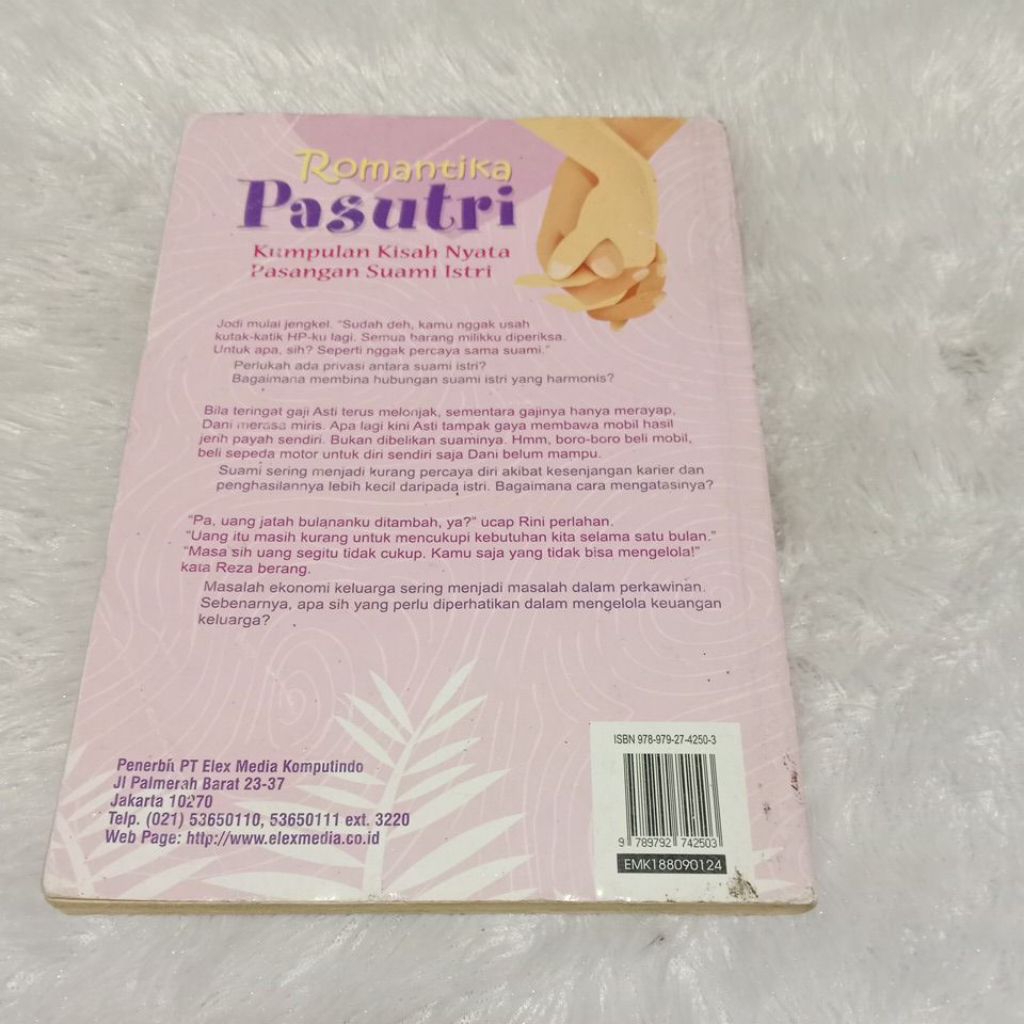 Romantika
Pasutri
Kumpulan Kisah Nyata
Pasangan Suami Istri
Jodi mulai jengkel. "Sudah deh, kamu nggak usah
kutak-katik HP-ku lagi. Semua barang milikku diperiksa.
Untuk apa, sih? Seperti nggak percaya sama suami."
Perlukah ada privasi antara suami istri?
Bagaimana membina hubungan suami istri yang harmonis?
Bila teringat gaji Asti terus melonjak, sementara gajinya hanya merayap,
Dani merasa miris. Apa lagi kini Asti tampak gaya membawa mobil hasil
jerih payah sendiri. Bukan dibelikan suaminya. Hmm, boro-boro beli mobil,
beli sepeda motor untuk diri sendiri saja Dani belum mampu.
Suami sering menjadi kurang percaya diri akibat kesenjangan karier dan
penghasilannya lebih kecil daripada istri. Bagaimana cara mengatasinya?
"Pa, uang jatah bulananku ditambah, ya?" ucap Rini perlahan.
"Uang itu masih kurang untuk mencukupi kebutuhan kita selama satu bulan."
"Masa sih uang segitu tidak cukup. Kamu saja yang tidak bisa mengelola!"
kata Reza berang.
Masalah ekonomi keluarga sering menjadi masalah dalam perkawinan.
Sebenarnya, apa sih yang perlu diperhatikan dalam mengelola keuangan
keluarga?
Penerbit PT Elex Media Komputindo
Jl Palmerah Barat 23-37
Jakarta 10270
Telp. (021) 53650110, 53650111 ext. 3220
Web Page: http://www.elexmedia.co.id
ISBN 978-979-27-4250-3
9 789792 742503
EMK188090124